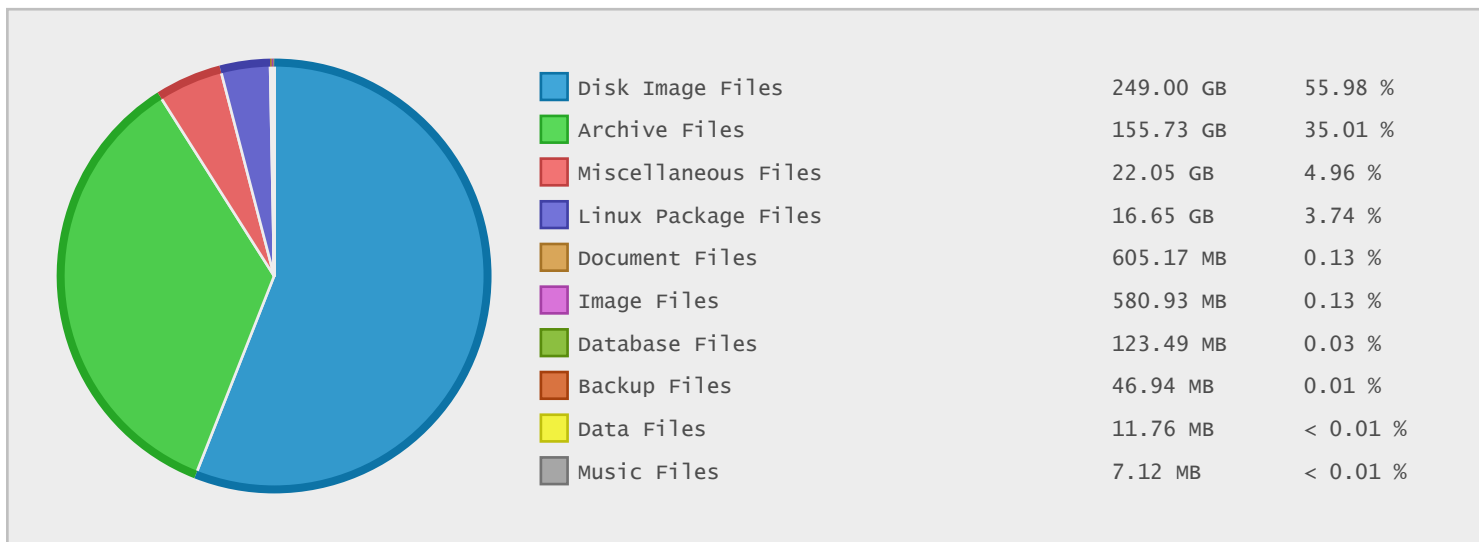 Disk Image Files 249.00 GB 55.98 %
Archive Files 155.73 GB 35.01 %
Miscellaneous Files 22.05 GB 4.96 %
Linux Package Files 16.65 GB 3.74 %
Document Files 605.17 MB 0.13 %
Image Files 580.93 MB 0.13 %
Database Files 123.49 MB 0.03 %
Backup Files 46.94 MB 0.01 %
Data Files 11.76 MB < 0.01 %
Music Files 7.12 MB < 0.01 %